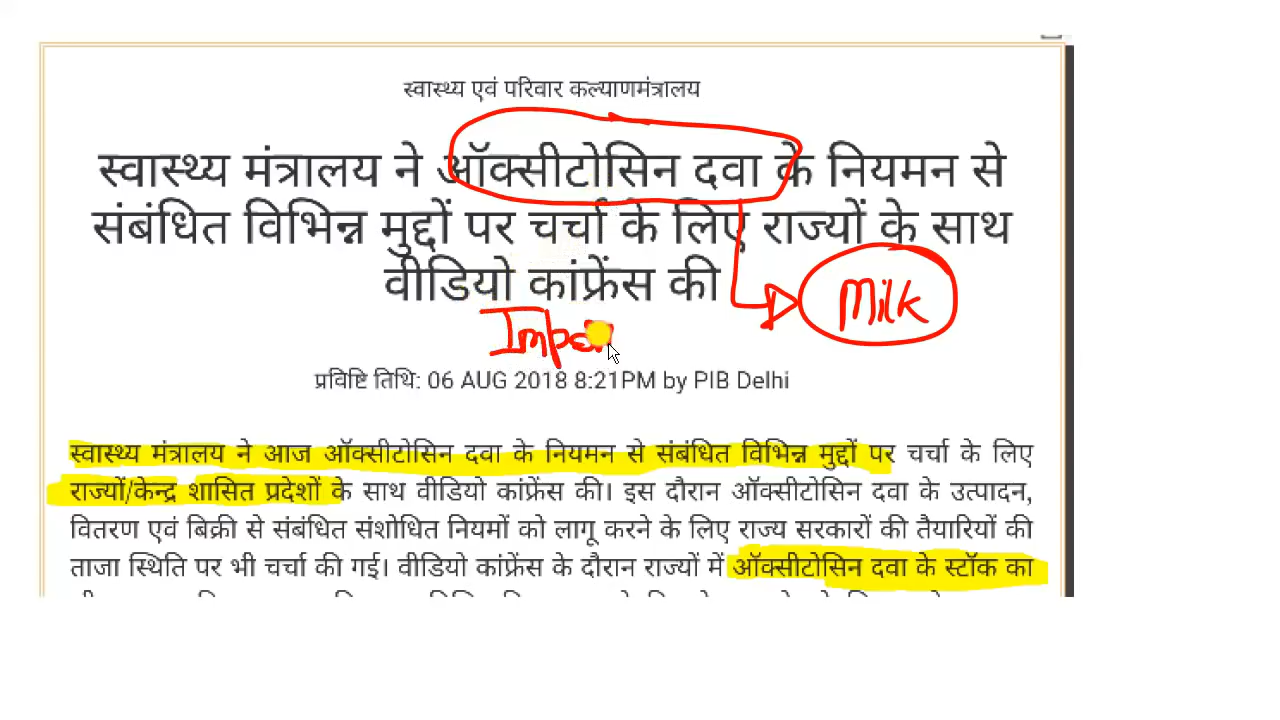 स्वास्थ्य एवं परिवार कल्याणमंत्रालय
स्वास्थ्य मंत्रालय ने ऑक्सीटोसिन दवा के नियमन से
संबंधित विभिन्न मुद्दों पर चर्चा के लिए राज्यों के साथ
वीडियो कांफ्रेंस की
Milk
प्रविष्टि तिथि: 06 AUG 2018 8:21PM by PIB Delhi
स्वास्थ्य मंत्रालय ने आज ऑक्सीटोसिन दवा के नियमन से संबंधित विभिन्न मुद्दों पर चर्चा के लिए
राज्यों/केन्द्र शासित प्रदेशों के साथ वीडियो कांफ्रेंस की। इस दौरान ऑक्सीटोसिन दवा के उत्पादन,
वितरण एवं बिक्री से संबंधित संशोधित नियमों को लागू करने के लिए राज्य सरकारों की तैयारियों की
ताजा स्थिति पर भी चर्चा की गई। वीडियो कांफ्रेंस के दौरान राज्यों में ऑक्सीटोसिन दवा के स्टॉक का